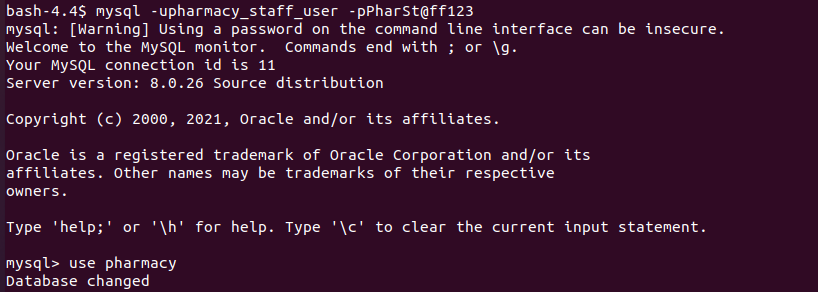 bash-4.4$ mysql -upharmacy_staff_user -pPharSt@ff123
mysql: [Warning] Using a password on the command line interface can be insecure.
Welcome to the MySQL monitor.  Commands end with ; or \g.
Your MySQL connection id is 11
Server version: 8.0.26 Source distribution

Copyright (c) 2000, 2021, Oracle and/or its affiliates.

Oracle is a registered trademark of Oracle Corporation and/or its
affiliates. Other names may be trademarks of their respective
owners.

Type 'help;' or '\h' for help. Type '\c' to clear the current input statement.

mysql> use pharmacy
Database changed